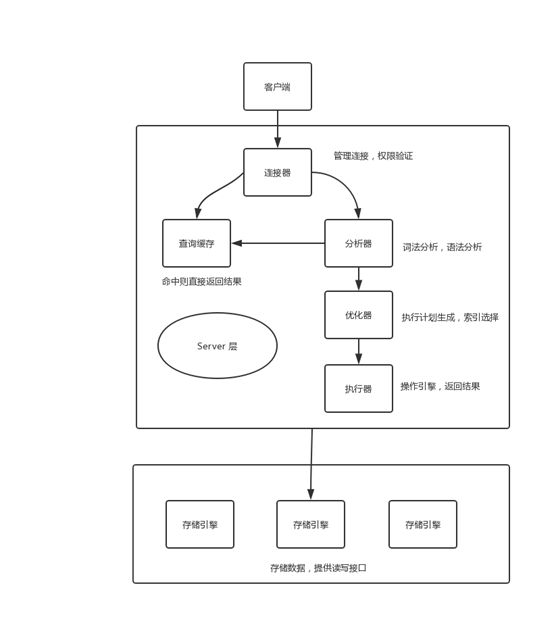 客户端
连接器
管理连接，权限验证
查询缓存
分析器
词法分析，语法分析
命中则直接返回结果
优化器
执行计划生成，索引选择
Server 层
执行器
操作引擎，返回结果
存储引擎
存储引擎
存储引擎
存储数据，提供读写接口